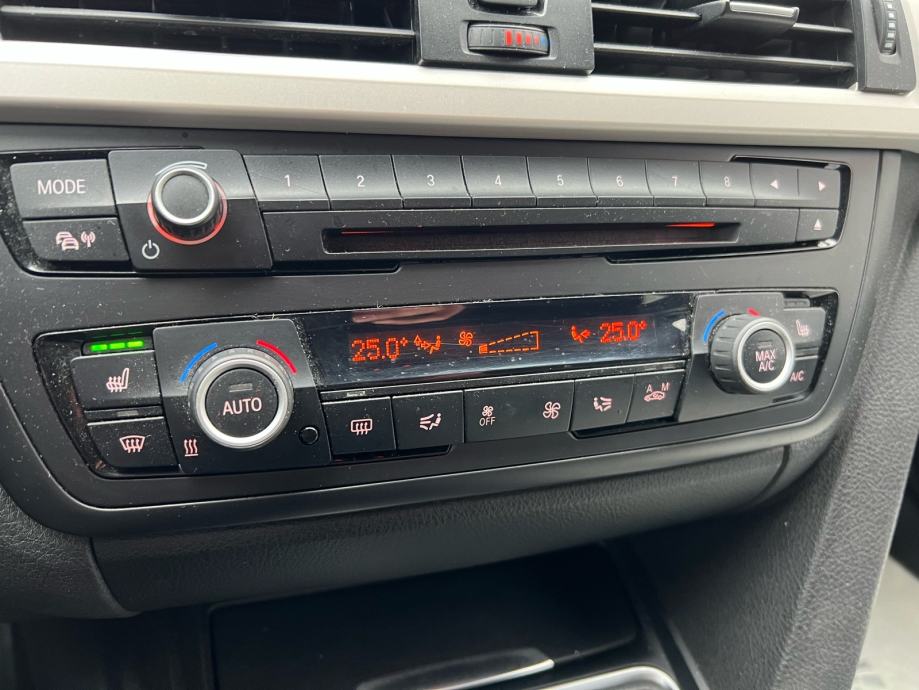 MODE
1 2 3 4 5 6 7 8
25.0° 25.0°
AUTO
MAX
A/C
A/C
OFF
A M